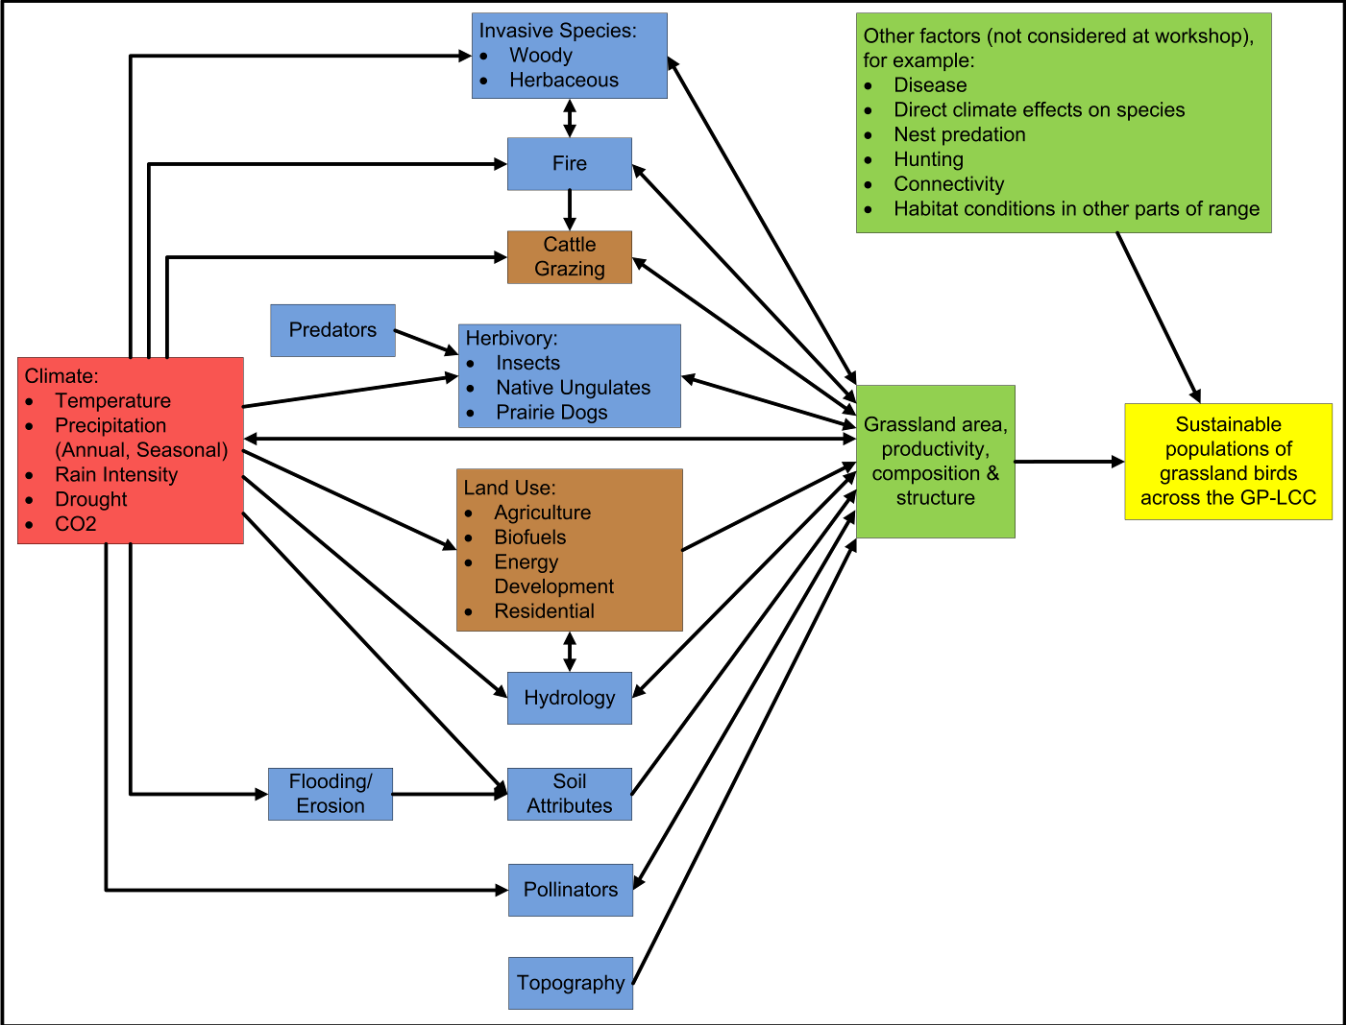 Invasive Species:
• Woody
• Herbaceous
Fire
Cattle
Grazing
Predators
Herbivory:
• Insects
• Native Ungulates
• Prairie Dogs
Climate:
• Temperature
• Precipitation
(Annual, Seasonal)
• Rain Intensity
• Drought
• CO2
Land Use:
• Agriculture
• Biofuels
• Energy
Development
• Residential
Hydrology
Flooding/
Erosion
Soil
Attributes
Pollinators
Topography
Other factors (not considered at workshop),
for example:
• Disease
• Direct climate effects on species
• Nest predation
• Hunting
• Connectivity
• Habitat conditions in other parts of range
Grassland area,
productivity,
composition &
structure
Sustainable
populations of
grassland birds
across the GP-LCC